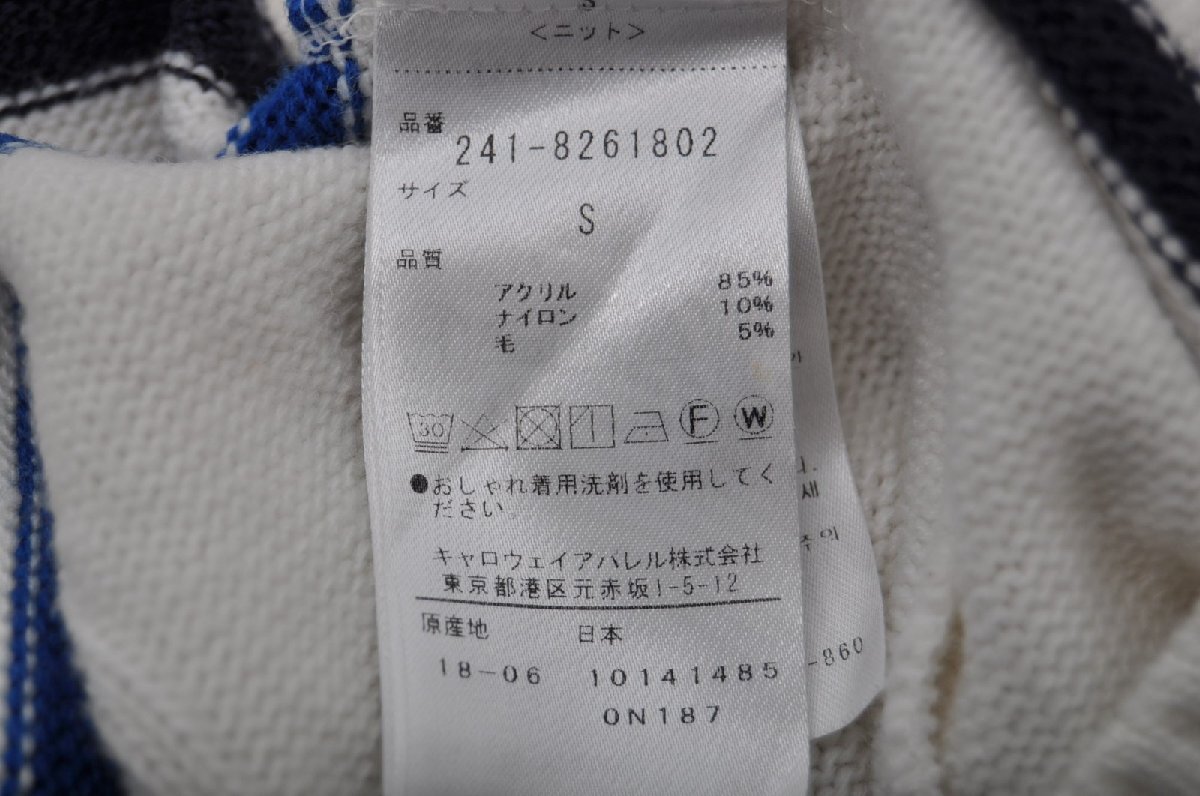 S
<ニット>
品番
241-8261802
サイズ
S
品質
アクリル 85%
ナイロン 10%
毛 5%
30 F W
●おしゃれ着用洗剤を使用してく
ださい。
キャロウェイアパレル株式会社
東京都港区元赤坂1-5-12
原産地 日本
18-06 10141485
0N187
-860